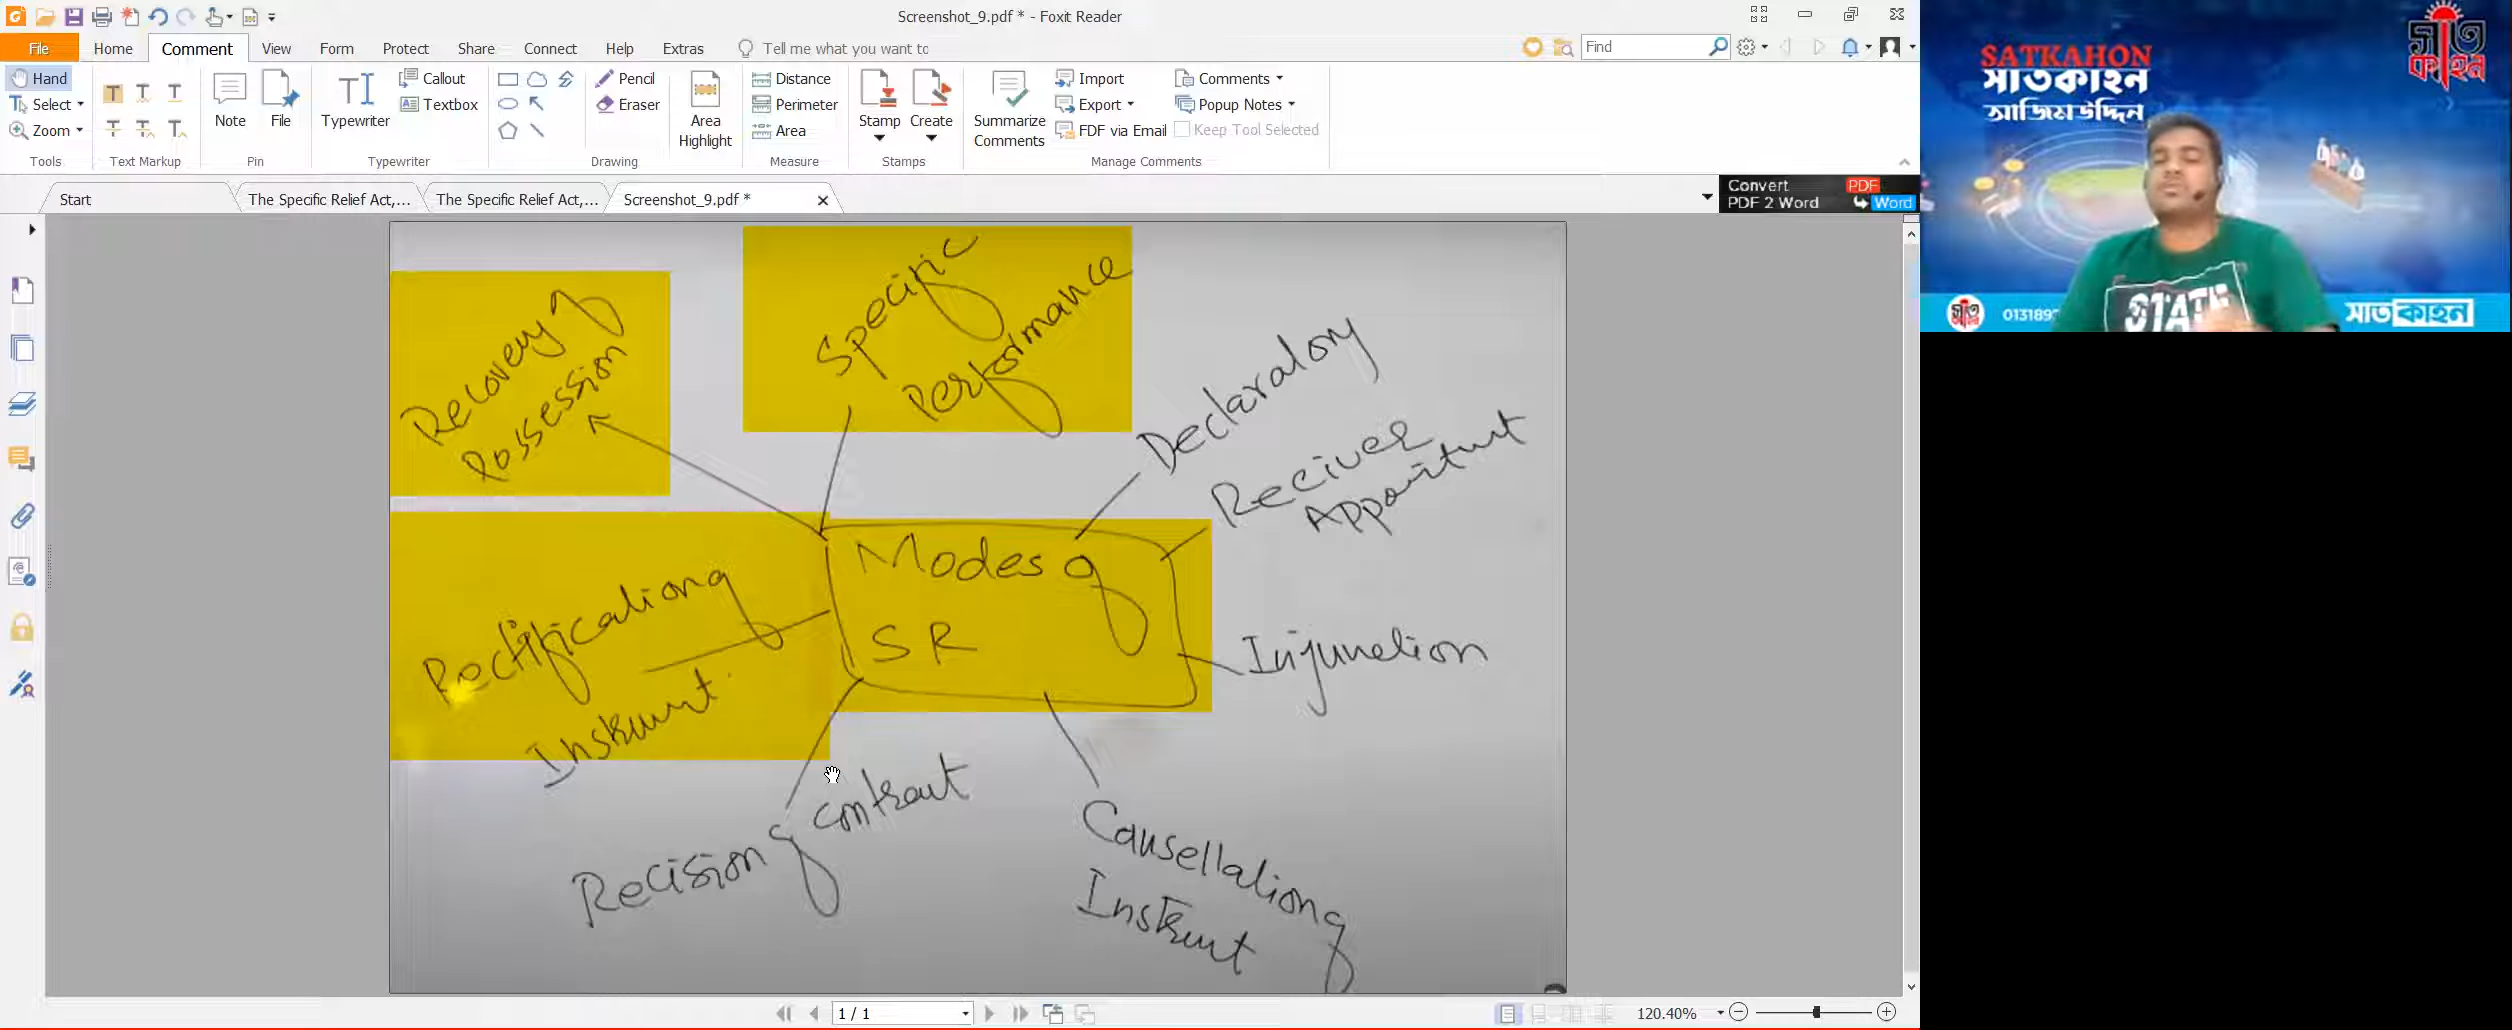 Screenshot_9.pdf * - Foxit Reader
File Home Comment View Form Protect Share Connect Help Extras Tell me what you want to Find
Hand
Select
Zoom
Tools
Text Markup
Note
File
Pin
Typewriter
Callout
Textbox
Typewriter
Pencil
Eraser
Drawing
Area
Highlight
Distance
Perimeter
Area
Measure
Stamp
Create
Stamps
Summarize
Comments
Import
Export
FDF via Email
Comments
Popup Notes
Keep Tool Selected
Manage Comments
Start
The Specific Relief Act,...
The Specific Relief Act,...
Screenshot_9.pdf *
Convert PDF
PDF 2 Word Word
Recovery of
Possession
Specific
Performance
Declaratory
Reciver
Modes of
SR
Rectification of
Injunction
Recision of contract
Causellation of
1 / 1
120.40%
SATKAHON
সাতকাহন
আজিম উদ্দিন
সাত
কাহন
সাত কাহন